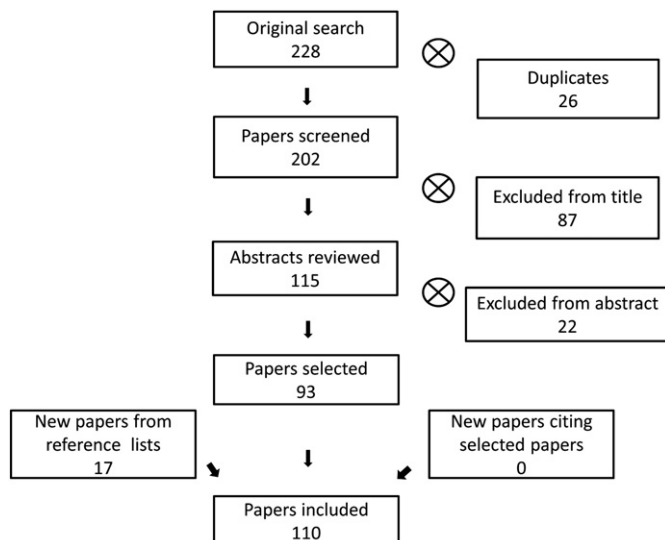 Original search
228
Duplicates
26
Papers screened
202
Excluded from title
87
Abstracts reviewed
115
Excluded from abstract
22
Papers selected
93
New papers from
reference lists
17
New papers citing
selected papers
0
Papers included
110